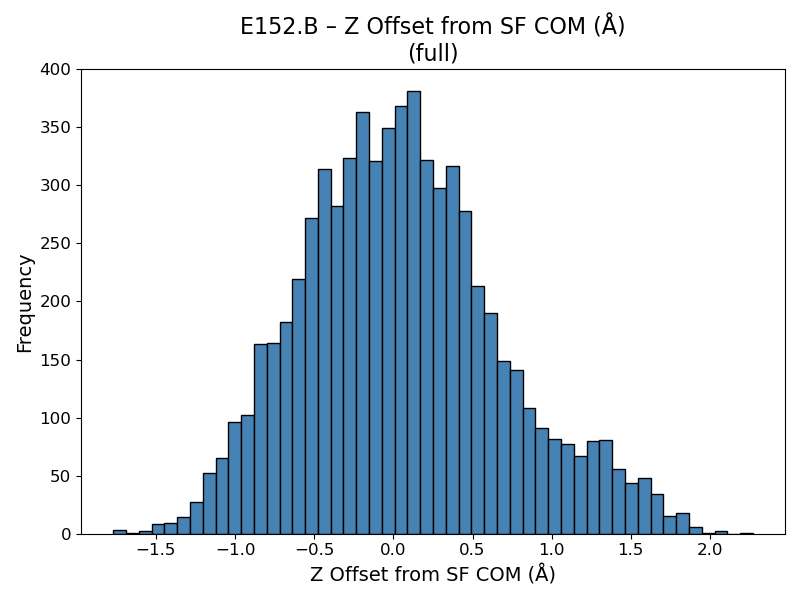 E152.B – Z Offset from SF COM (Å)
(full)
400
350
300
250
200
150
100
50
0
Frequency
−1.5 −1.0 −0.5 0.0 0.5 1.0 1.5 2.0
Z Offset from SF COM (Å)